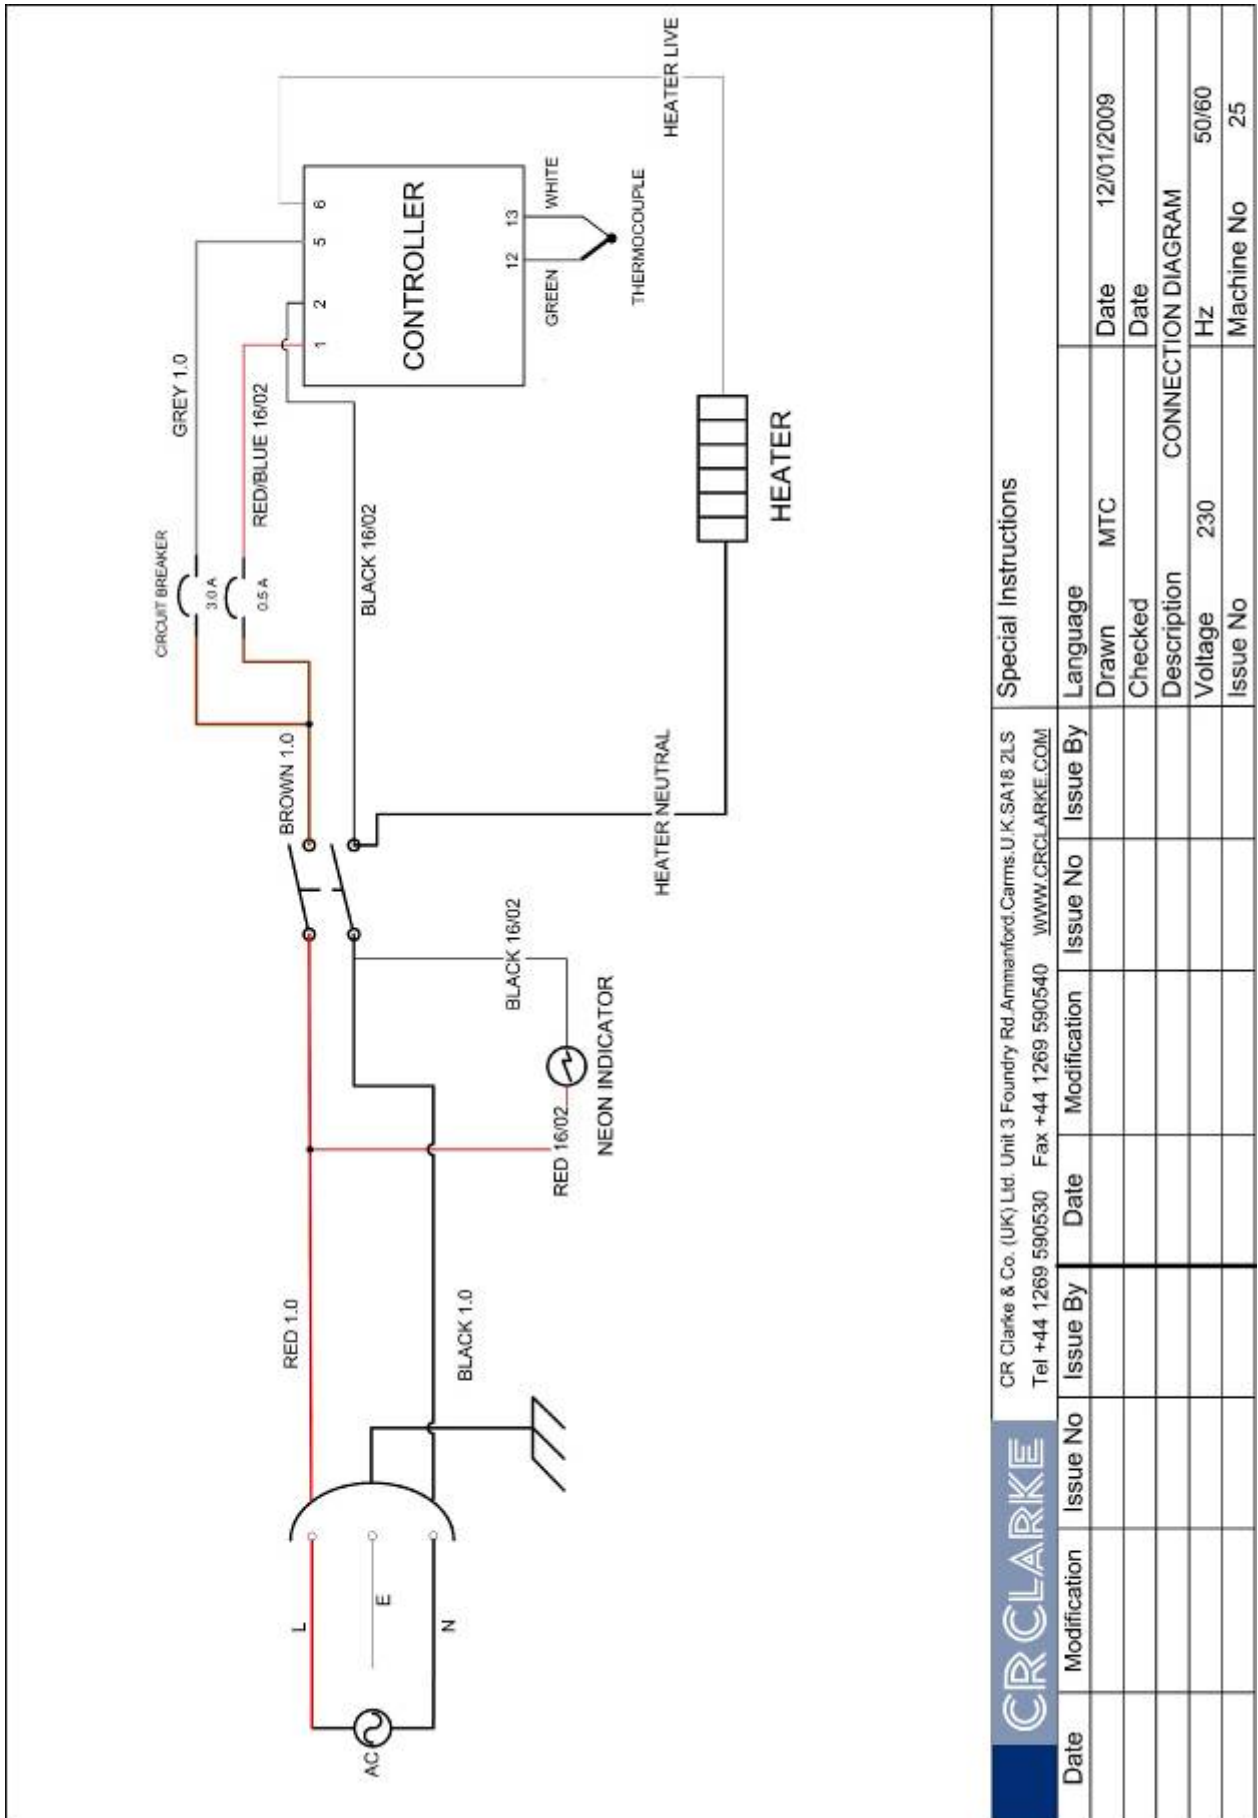 AC
L
E
N
RED 1.0
BLACK 1.0
RED 16/02
BLACK 16/02
NEON INDICATOR
BROWN 1.0
HEATER NEUTRAL
CIRCUIT BREAKER
3.0 A
0.5 A
GREY 1.0
RED/BLUE 16/02
BLACK 16/02
1
2
5
6
CONTROLLER
12
13
GREEN
WHITE
THERMOCOUPLE
HEATER
HEATER LIVE
CR CLARKE
CR Clarke & Co. (UK) Ltd. Unit 3 Foundry Rd.Ammanford.Carms.U.K.SA18 2LS
Tel +44 1269 590530 Fax +44 1269 590540 WWW.CRCLARKE.COM
Special Instructions
Date Modification Issue No Issue By Date Modification Issue No Issue By Language
Drawn MTC Date 12/01/2009
Checked Date
Description CONNECTION DIAGRAM
Voltage 230 HZ 50/60
Issue No Machine No 25